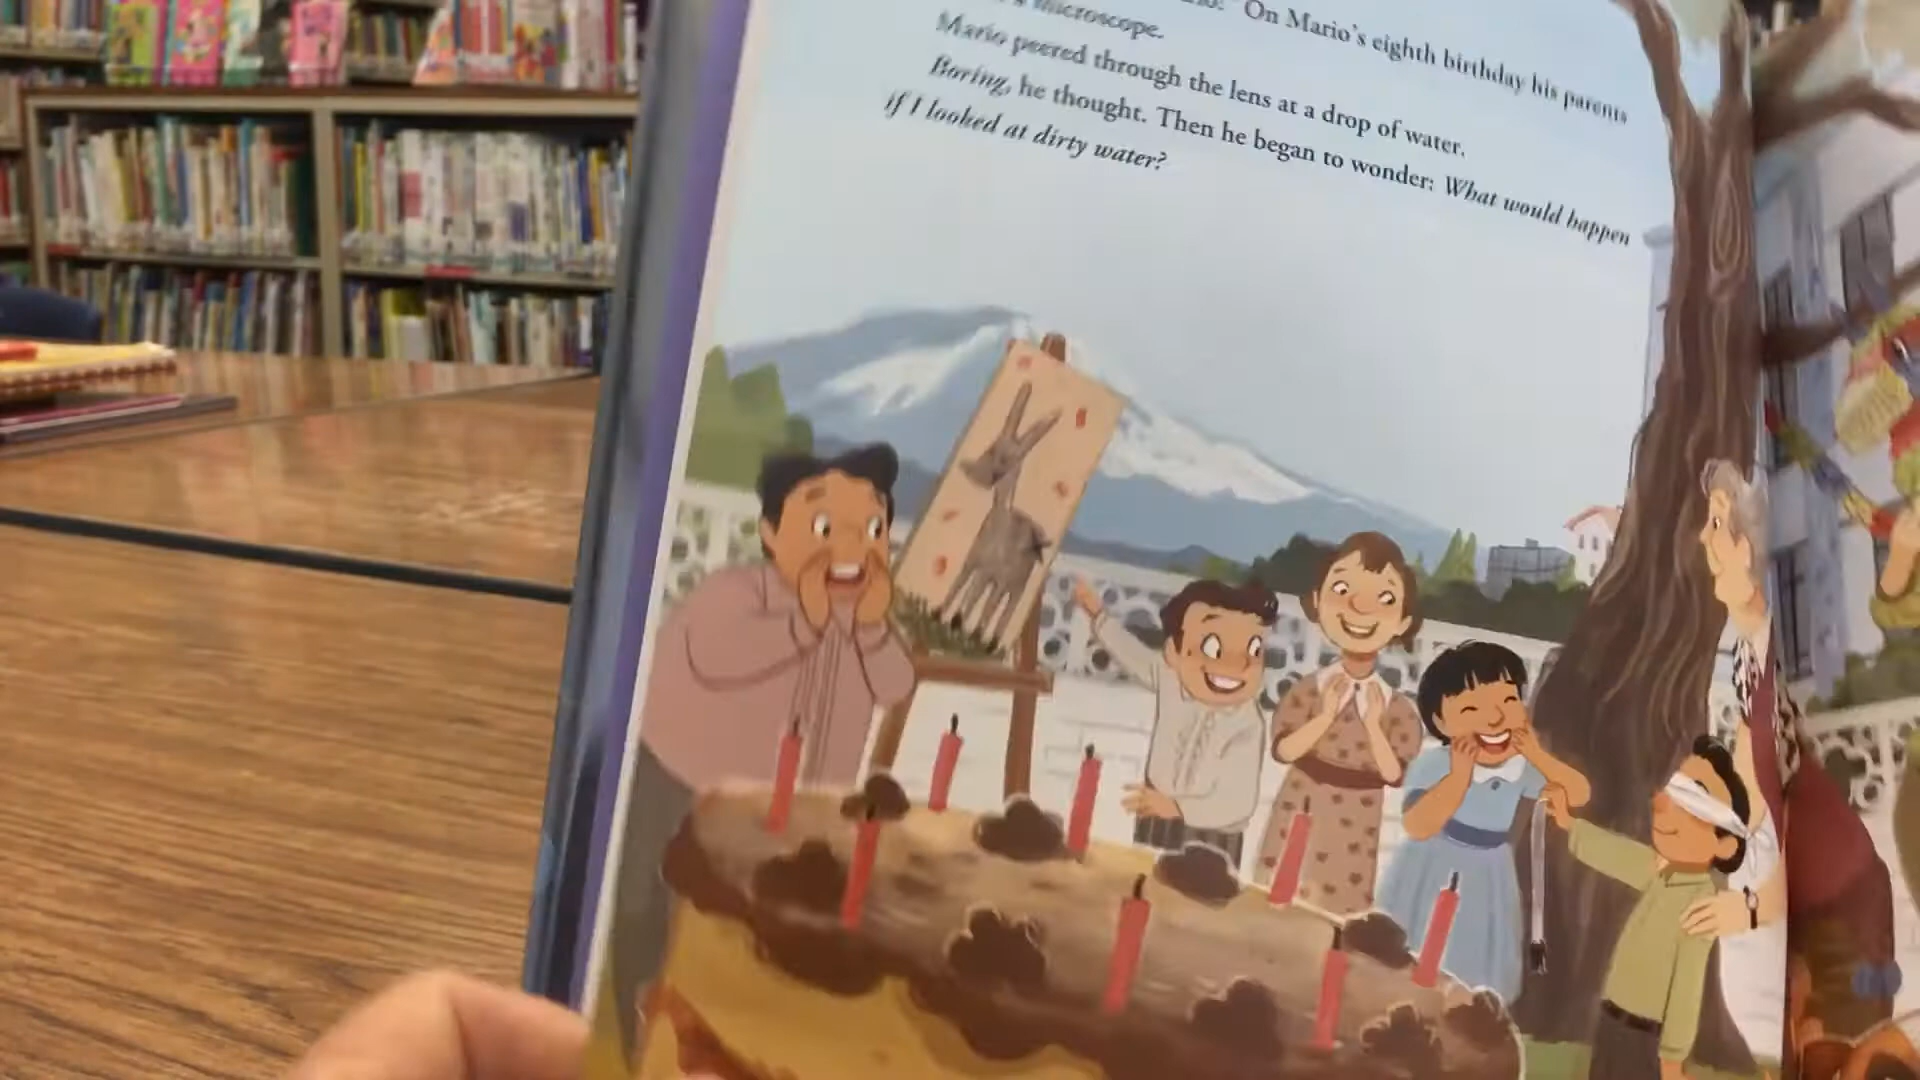 On Mario's eighth birthday his parents
microscope.
Mario peered through the lens at a drop of water.
Boring, he thought. Then he began to wonder: What would happen
if I looked at dirty water?